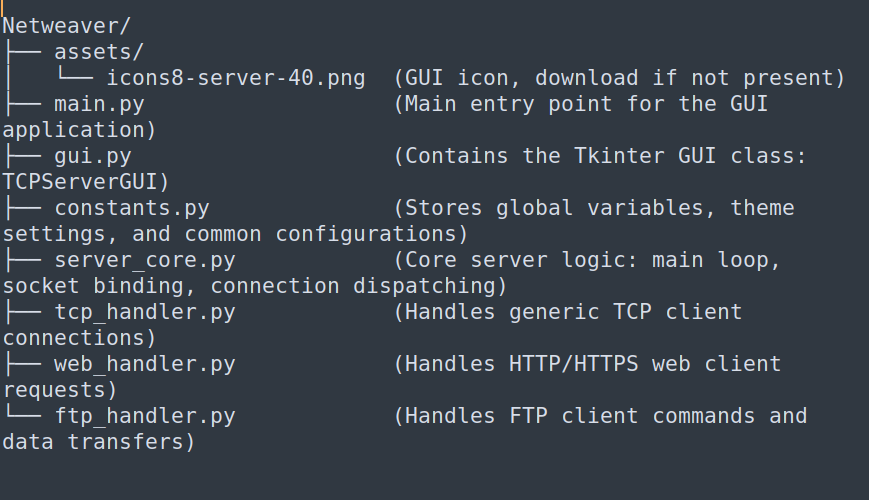 Netweaver/
├── assets/
│   └── icons8-server-40.png  (GUI icon, download if not present)
├── main.py                   (Main entry point for the GUI
application)
├── gui.py                    (Contains the Tkinter GUI class:
TCPServerGUI)
├── constants.py              (Stores global variables, theme
settings, and common configurations)
├── server_core.py            (Core server logic: main loop,
socket binding, connection dispatching)
├── tcp_handler.py            (Handles generic TCP client
connections)
├── web_handler.py            (Handles HTTP/HTTPS web client
requests)
└── ftp_handler.py            (Handles FTP client commands and
data transfers)